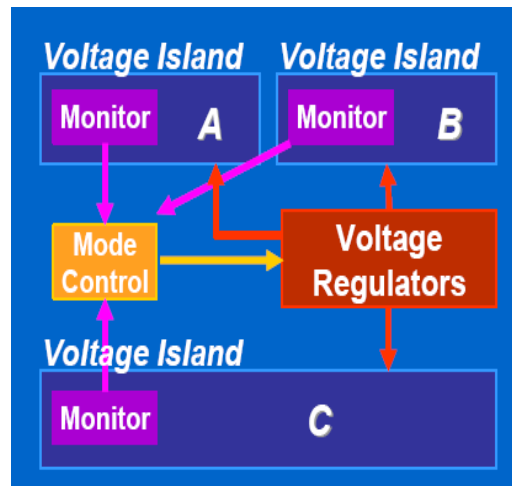 Voltage Island Voltage Island
Monitor A Monitor B
Mode
Control
Voltage
Regulators
Voltage Island
Monitor C